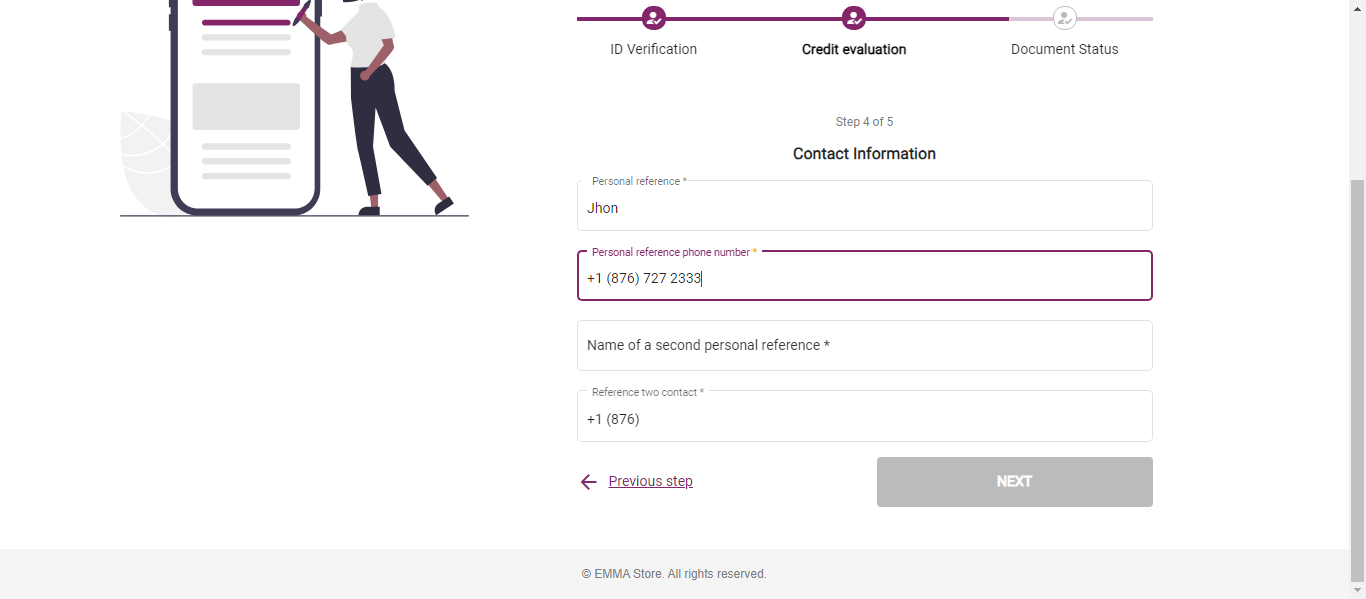 ID Verification
Credit evaluation
Document Status
Step 4 of 5
Contact Information
Personal reference *
Jhon
Personal reference phone number *
+1 (876) 727 2333
Name of a second personal reference *
Reference two contact *
+1 (876)
Previous step
NEXT
© EMMA Store. All rights reserved.